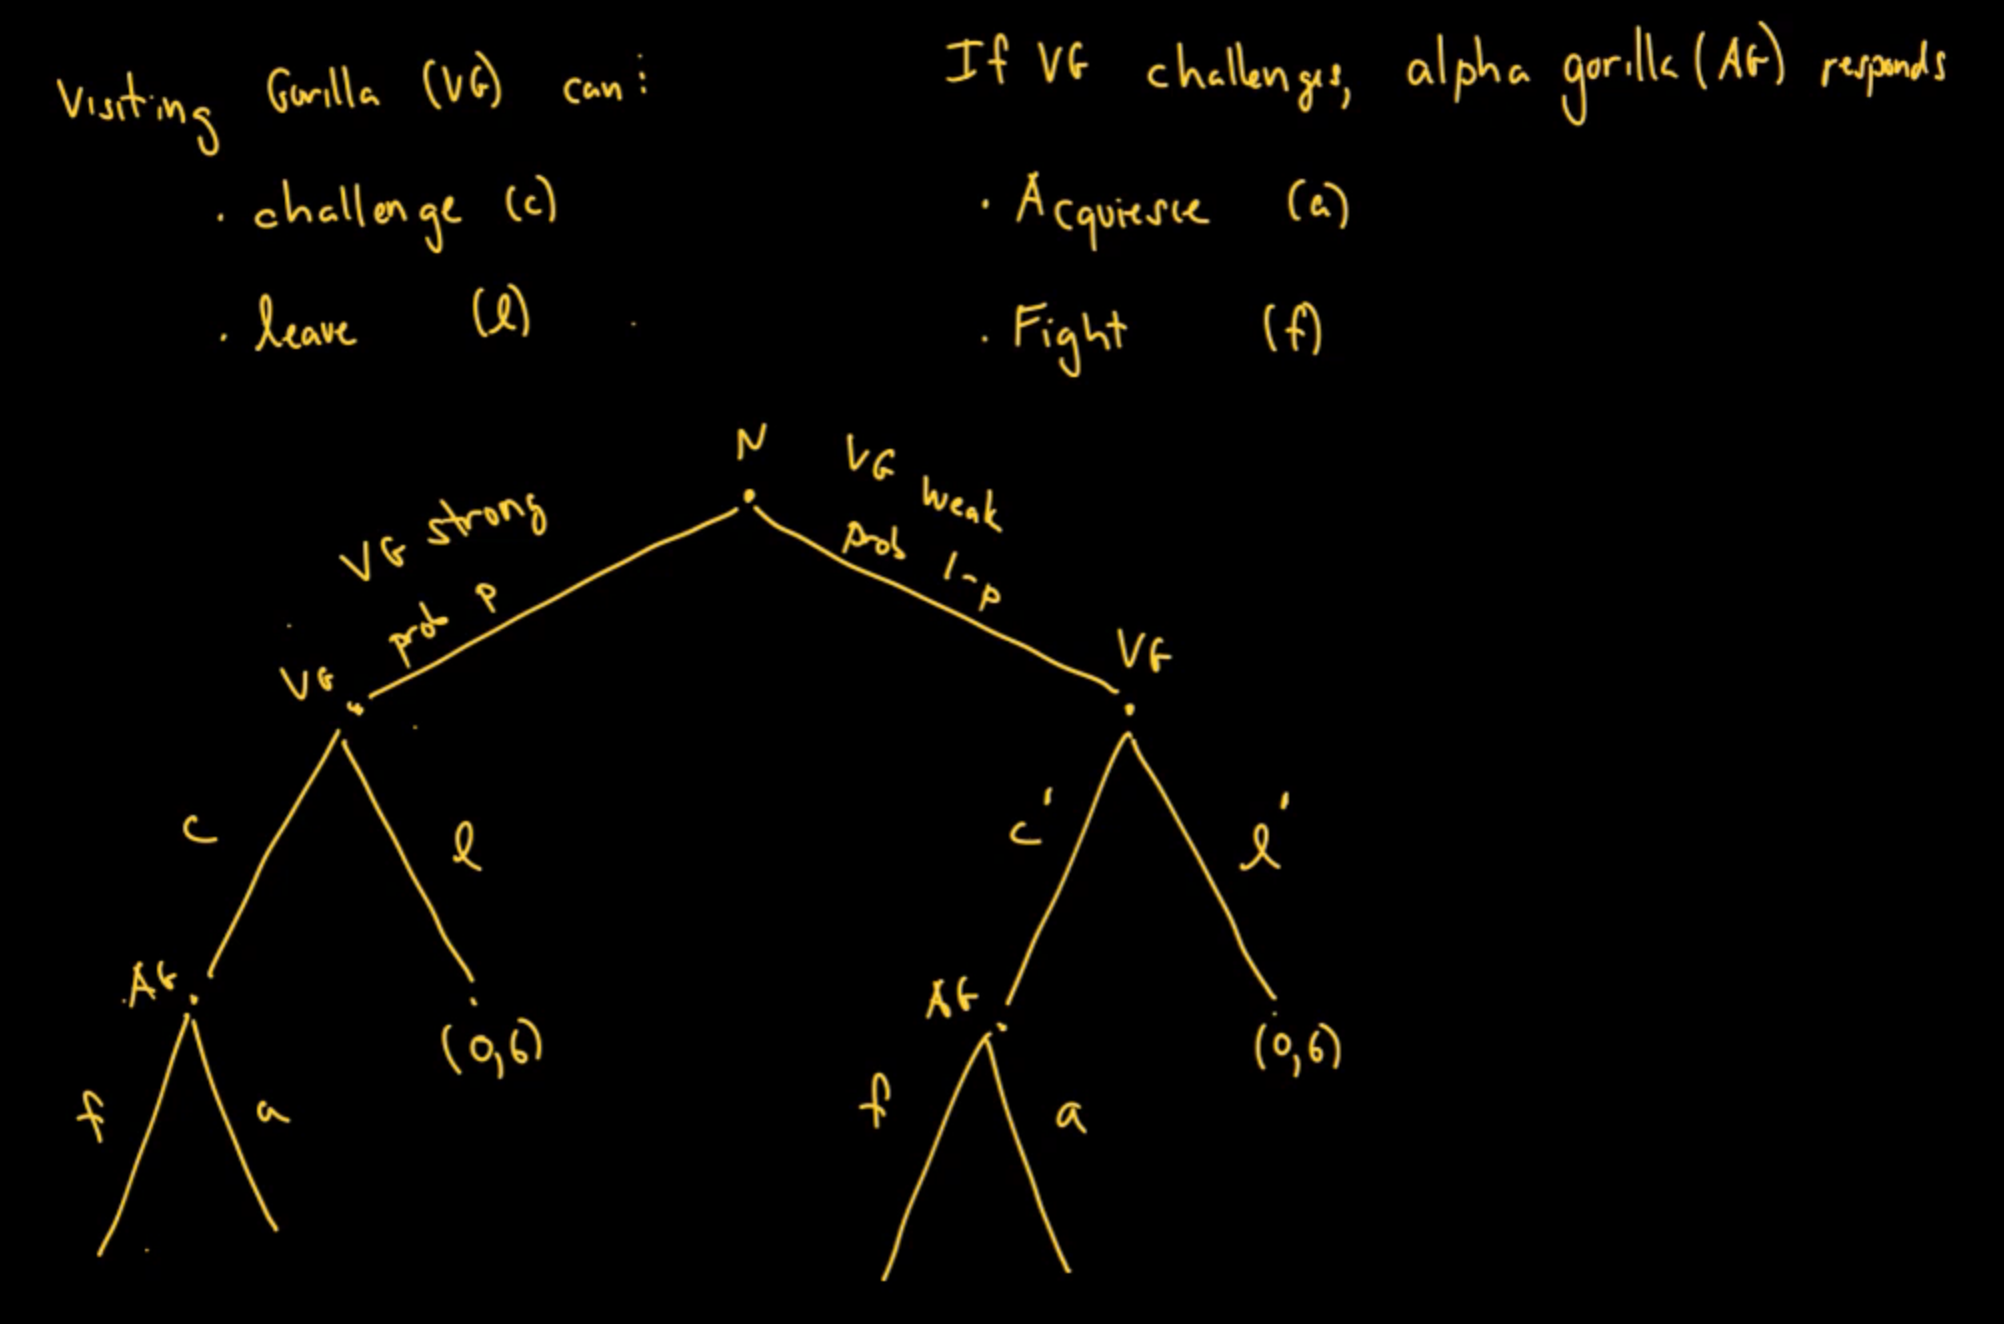 Visiting Gorilla (VG) can:
· challenge (c)
· leave (l)
If VG challenges, alpha gorilla (AG) responds
· Acquiesce (a)
· Fight (f)
N
VG strong
prob p
VG weak
prob 1-p
VG
VG
c
l
c'
l'
AG
(0,6)
AG
(0,6)
f
a
f
a